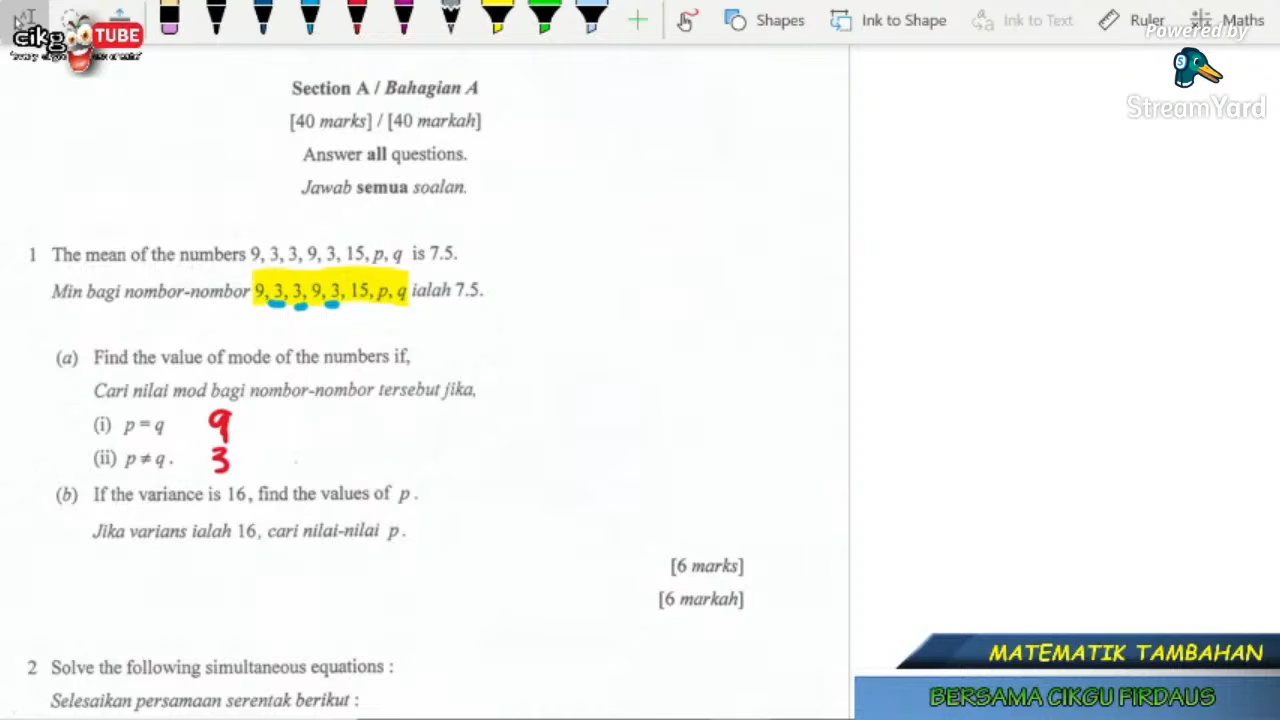 Shapes
Ink to Shape
Ink to Text
Ruler
Maths
cikg
TUBE
Powered by
StreamYard
Section A / Bahagian A
[40 marks] / [40 markah]
Answer all questions.
Jawab semua soalan.
1 The mean of the numbers 9, 3, 3, 9, 3, 15, p, q is 7.5.
Min bagi nombor-nombor 9, 3, 3, 9, 3, 15, p, q ialah 7.5.
(a) Find the value of mode of the numbers if,
Cari nilai mod bagi nombor-nombor tersebut jika,
(i) p = q 9
(ii) p ≠ q . 3
(b) If the variance is 16, find the values of p .
Jika varians ialah 16, cari nilai-nilai p .
[6 marks]
[6 markah]
2 Solve the following simultaneous equations :
Selesaikan persamaan serentak berikut :
MATEMATIK TAMBAHAN
BERSAMA CIKGU FIRDAUS